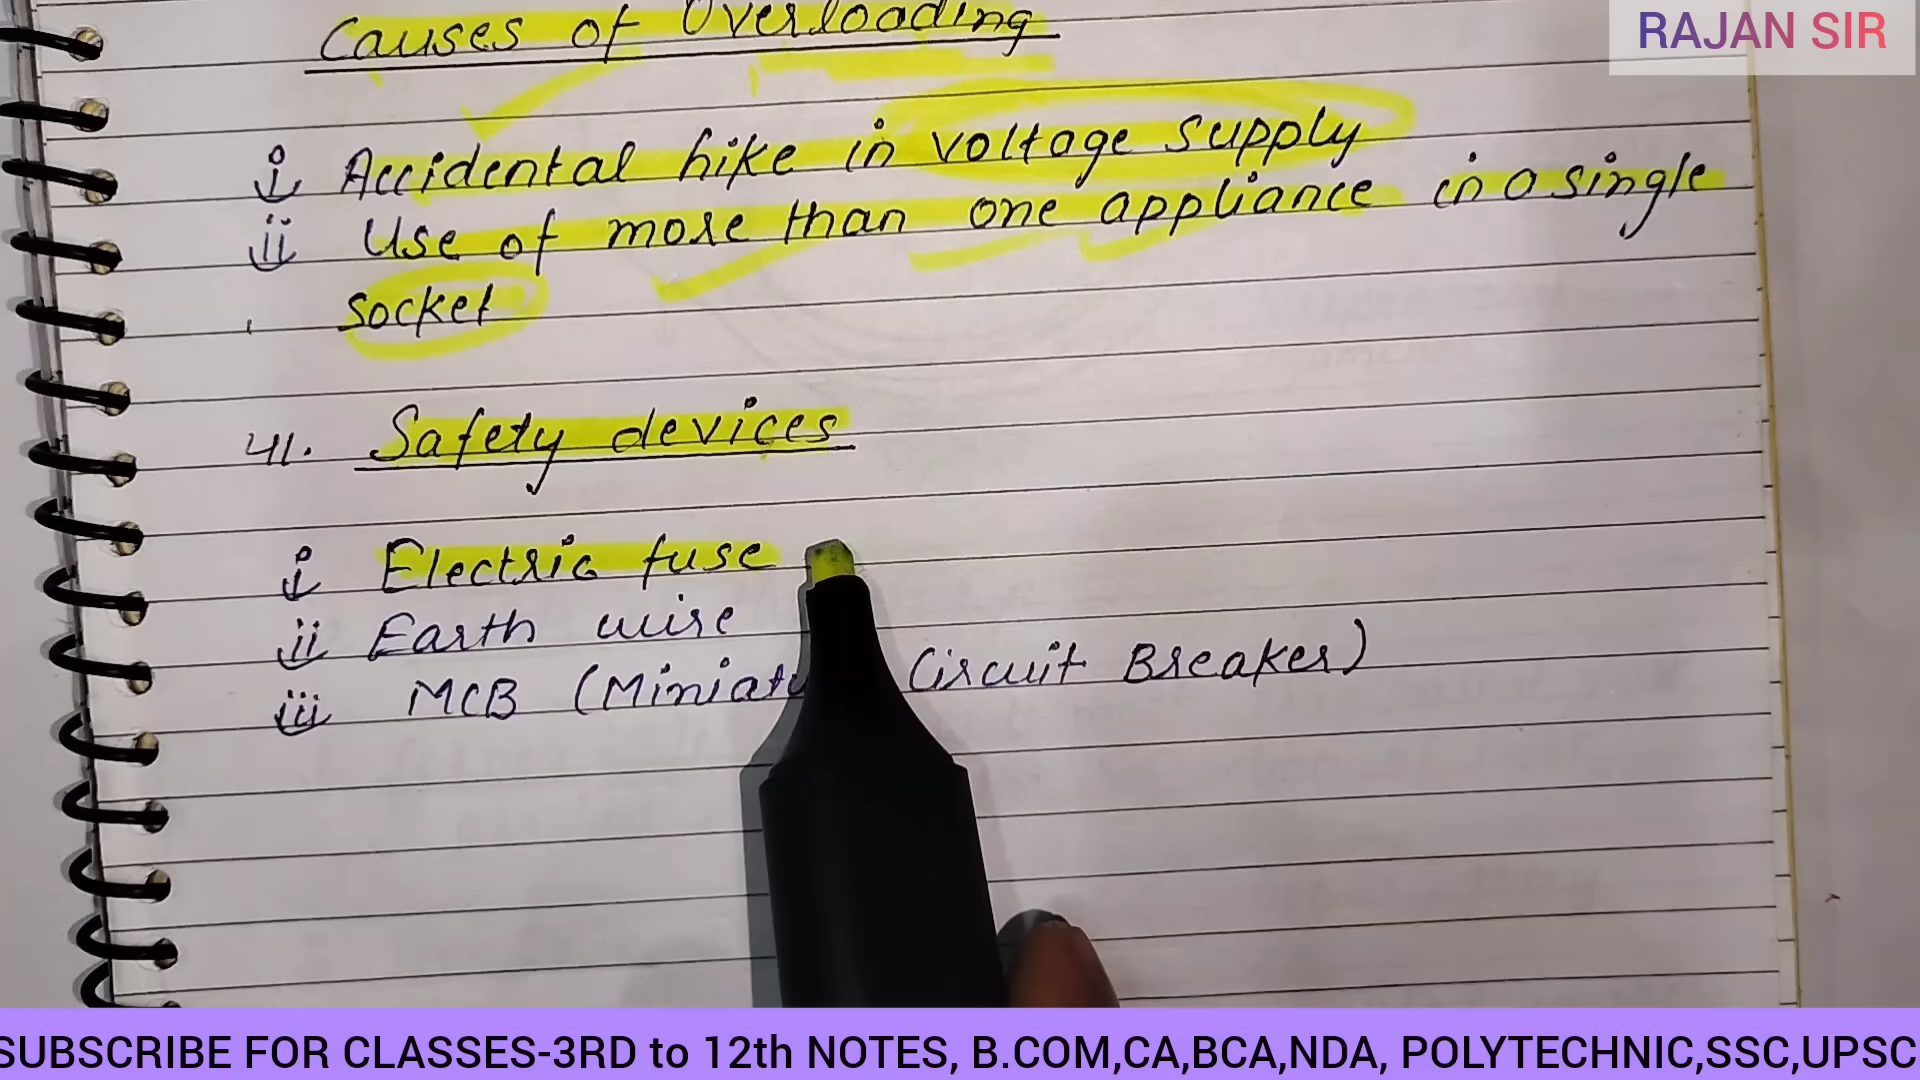 Causes of Overloading
RAJAN SIR
i Accidental hike in voltage supply
ii Use of more than one appliance in a single
socket
41. Safety devices
i Electric fuse
ii Earth wire
iii MCB (Miniatu Circuit Breaker)
SUBSCRIBE FOR CLASSES-3RD to 12th NOTES, B.COM,CA,BCA,NDA, POLYTECHNIC,SSC,UPSC